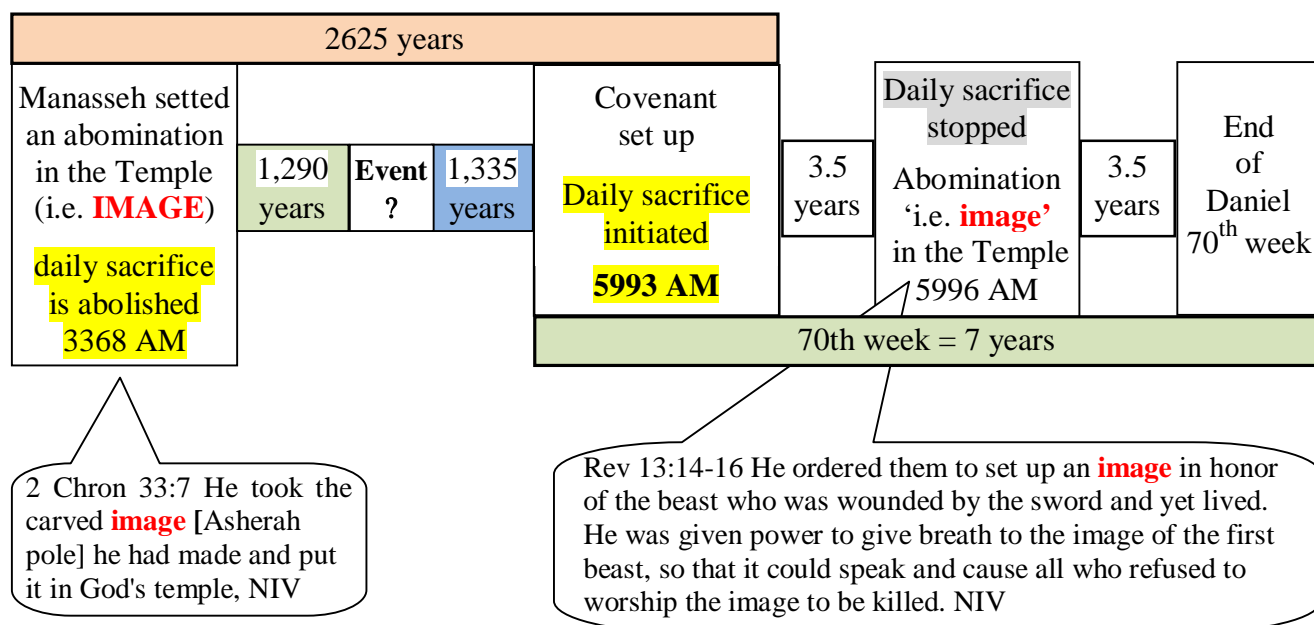 2625 years
Manasseh setted
an abomination
in the Temple
(i.e. IMAGE)
daily sacrifice
is abolished
3368 AM
1,290
years
Event
?
1,335
years
Covenant
set up
Daily sacrifice
initiated
5993 AM
3.5
years
Daily sacrifice
stopped
Abomination
‘i.e. image’
in the Temple
5996 AM
3.5
years
End
of
Daniel
70th week
70th week = 7 years
2 Chron 33:7 He took the
carved image [Asherah
pole] he had made and put
it in God's temple, NIV
Rev 13:14-16 He ordered them to set up an image in honor
of the beast who was wounded by the sword and yet lived.
He was given power to give breath to the image of the first
beast, so that it could speak and cause all who refused to
worship the image to be killed. NIV